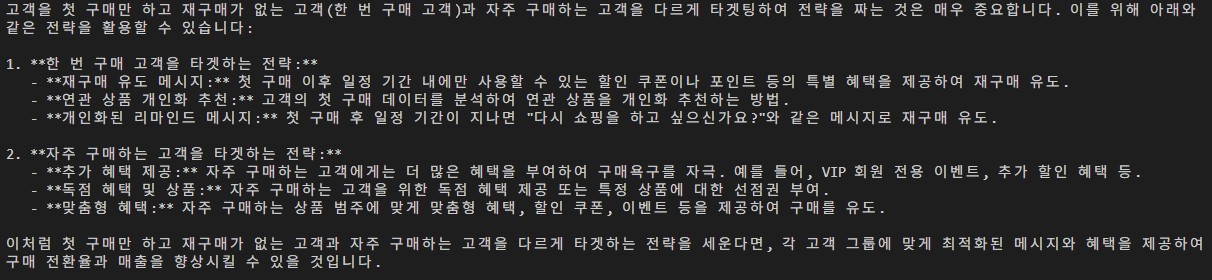 고객을 첫 구매만 하고 재구매가 없는 고객(한 번 구매 고객)과 자주 구매하는 고객을 다르게 타겟팅하여 전략을 짜는 것은 매우 중요합니다. 이를 위해 아래와
같은 전략을 활용할 수 있습니다:
1. **한 번 구매 고객을 타겟하는 전략:**
- **재구매 유도 메시지:** 첫 구매 이후 일정 기간 내에만 사용할 수 있는 할인 쿠폰이나 포인트 등의 특별 혜택을 제공하여 재구매 유도.
- **연관 상품 개인화 추천:** 고객의 첫 구매 데이터를 분석하여 연관 상품을 개인화 추천하는 방법.
- **개인화된 리마인드 메시지:** 첫 구매 후 일정 기간이 지나면 "다시 쇼핑을 하고 싶으신가요?"와 같은 메시지로 재구매 유도.
2. **자주 구매하는 고객을 타겟하는 전략:**
- **추가 혜택 제공:** 자주 구매하는 고객에게는 더 많은 혜택을 부여하여 구매욕구를 자극. 예를 들어, VIP 회원 전용 이벤트, 추가 할인 혜택 등.
- **독점 혜택 및 상품:** 자주 구매하는 고객을 위한 독점 혜택 제공 또는 특정 상품에 대한 선점권 부여.
- **맞춤형 혜택:** 자주 구매하는 상품 범주에 맞게 맞춤형 혜택, 할인 쿠폰, 이벤트 등을 제공하여 구매를 유도.
이처럼 첫 구매만 하고 재구매가 없는 고객과 자주 구매하는 고객을 다르게 타겟하는 전략을 세운다면, 각 고객 그룹에 맞게 최적화된 메시지와 혜택을 제공하여
구매 전환율과 매출을 향상시킬 수 있을 것입니다.